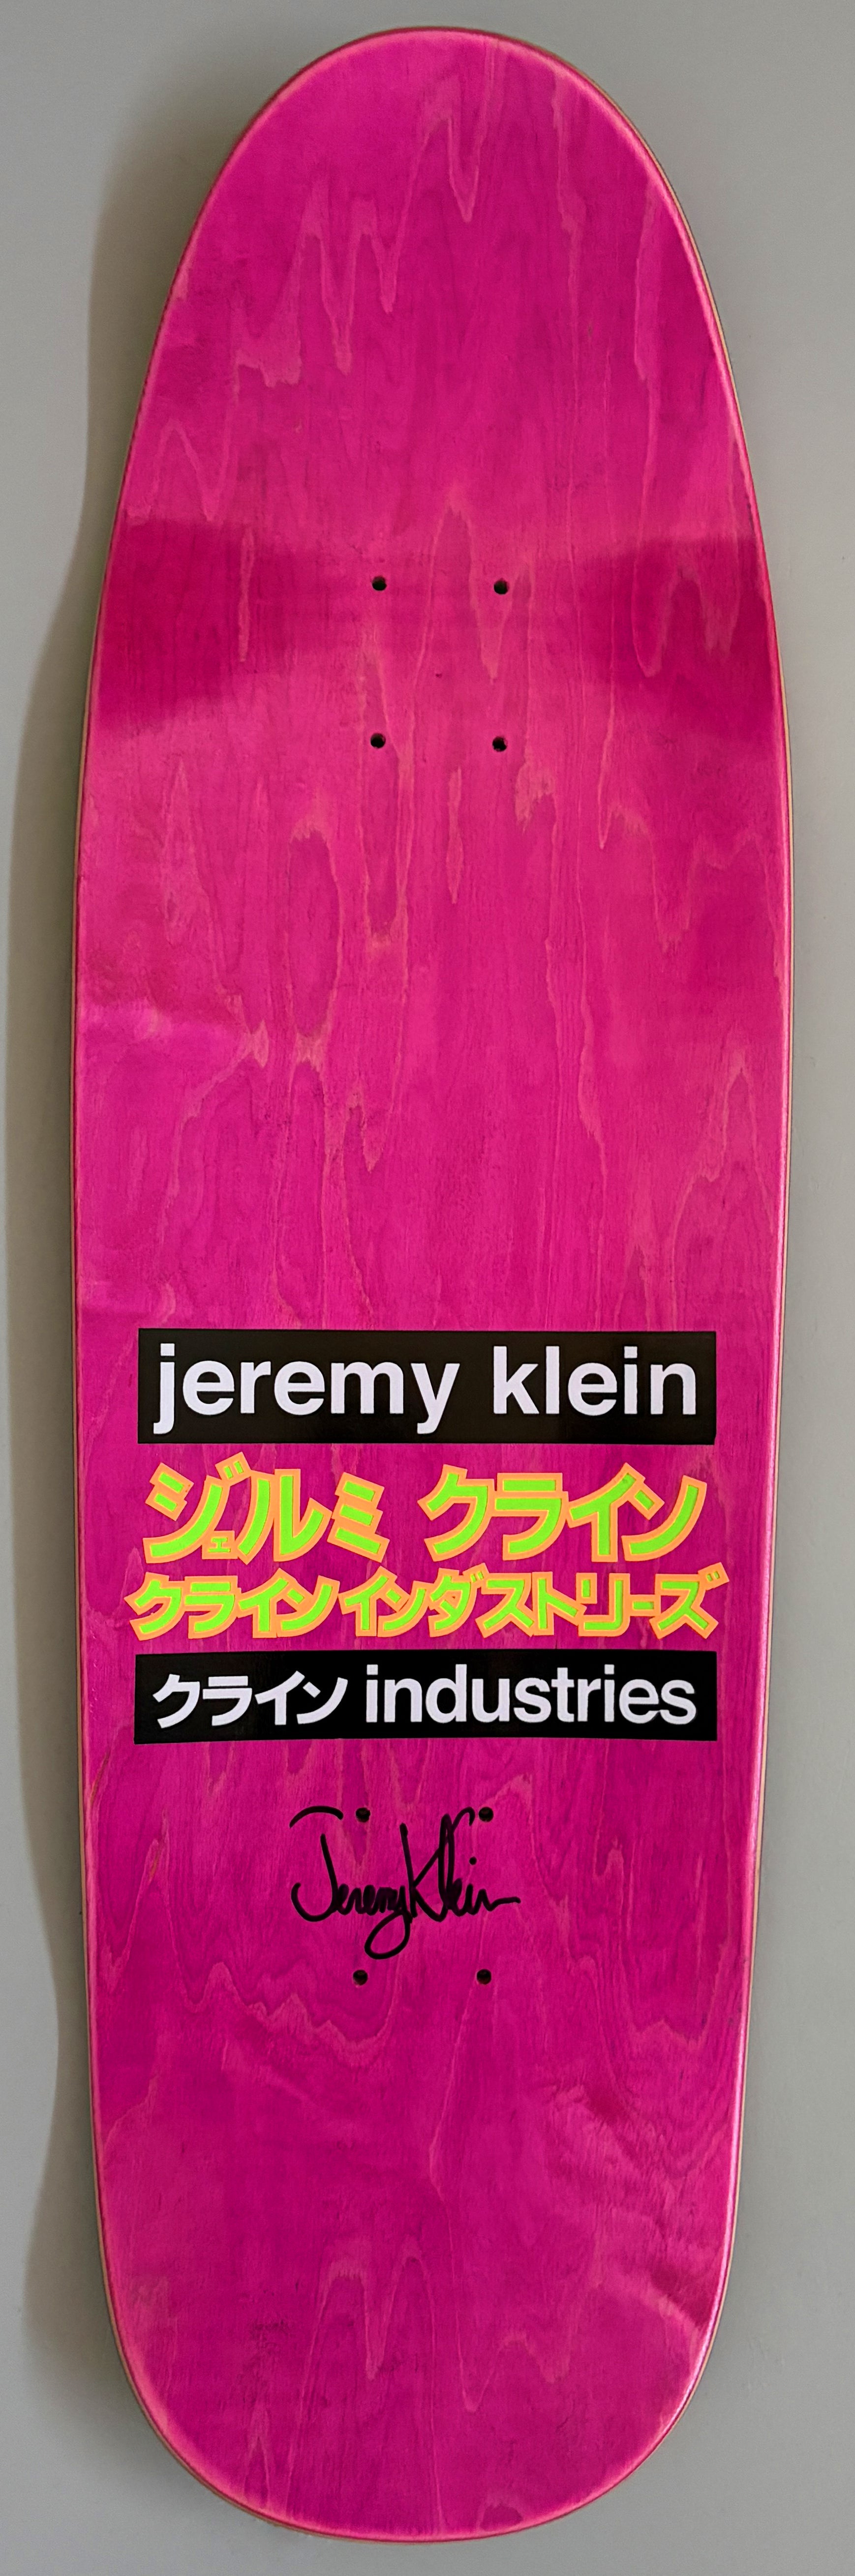 jeremy klein
ジェルミ クライン
クラインインダストリーズ
クライン industries
Jeremy Klein